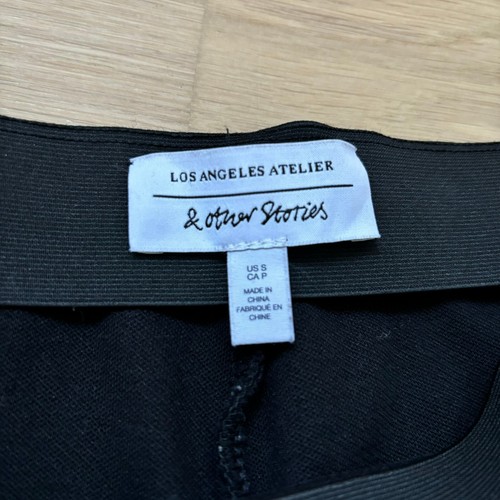 LOS ANGELES ATELIER
& other Stories
US S
CA P
MADE IN
CHINA
FABRIQUÉ EN
CHINE